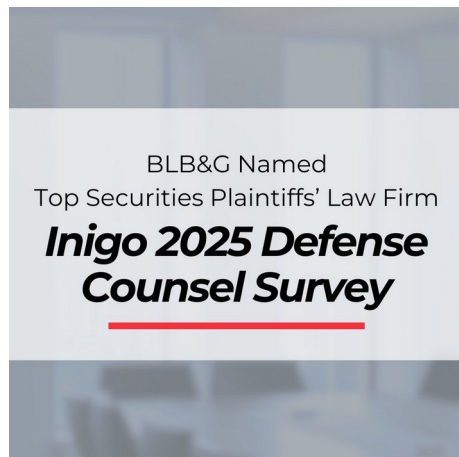 BLB&G Named
Top Securities Plaintiffs’ Law Firm
Inigo 2025 Defense
Counsel Survey